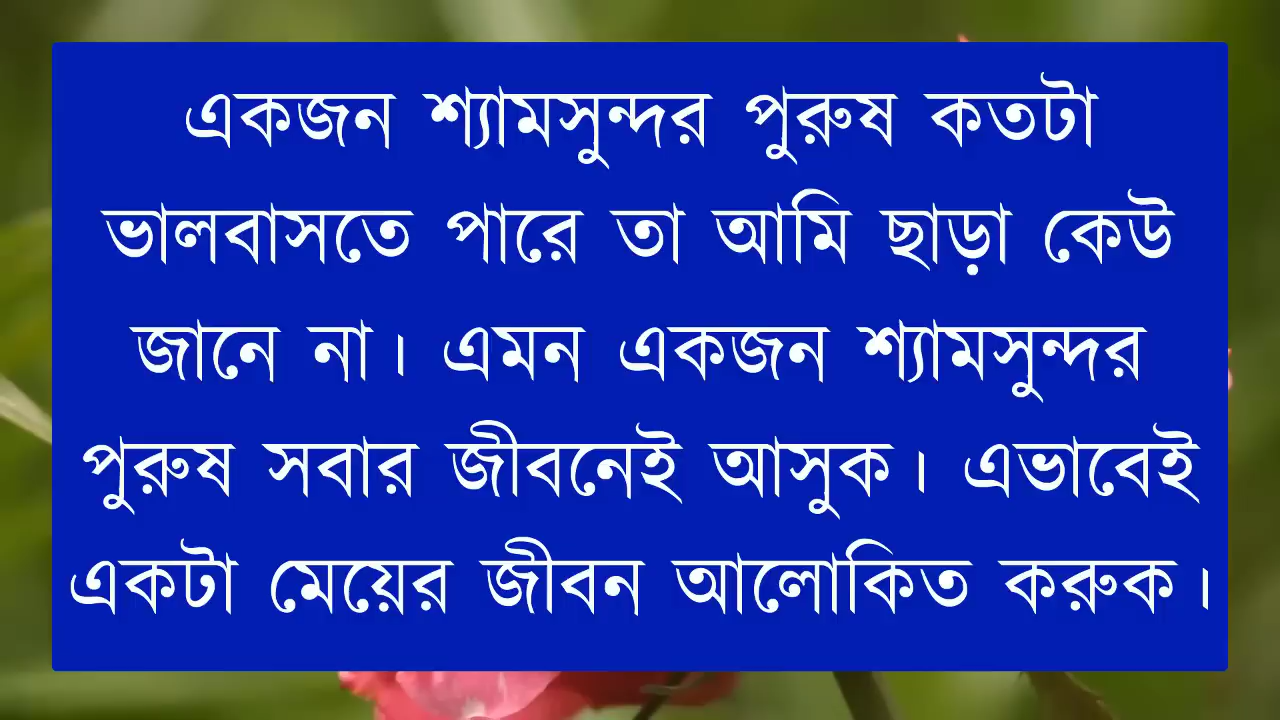 একজন শ্যামসুন্দর পুরুষ কতটা
ভালবাসতে পারে তা আমি ছাড়া কেউ
জানে না। এমন একজন শ্যামসুন্দর
পুরুষ সবার জীবনেই আসুক। এভাবেই
একটা মেয়ের জীবন আলোকিত করুক।